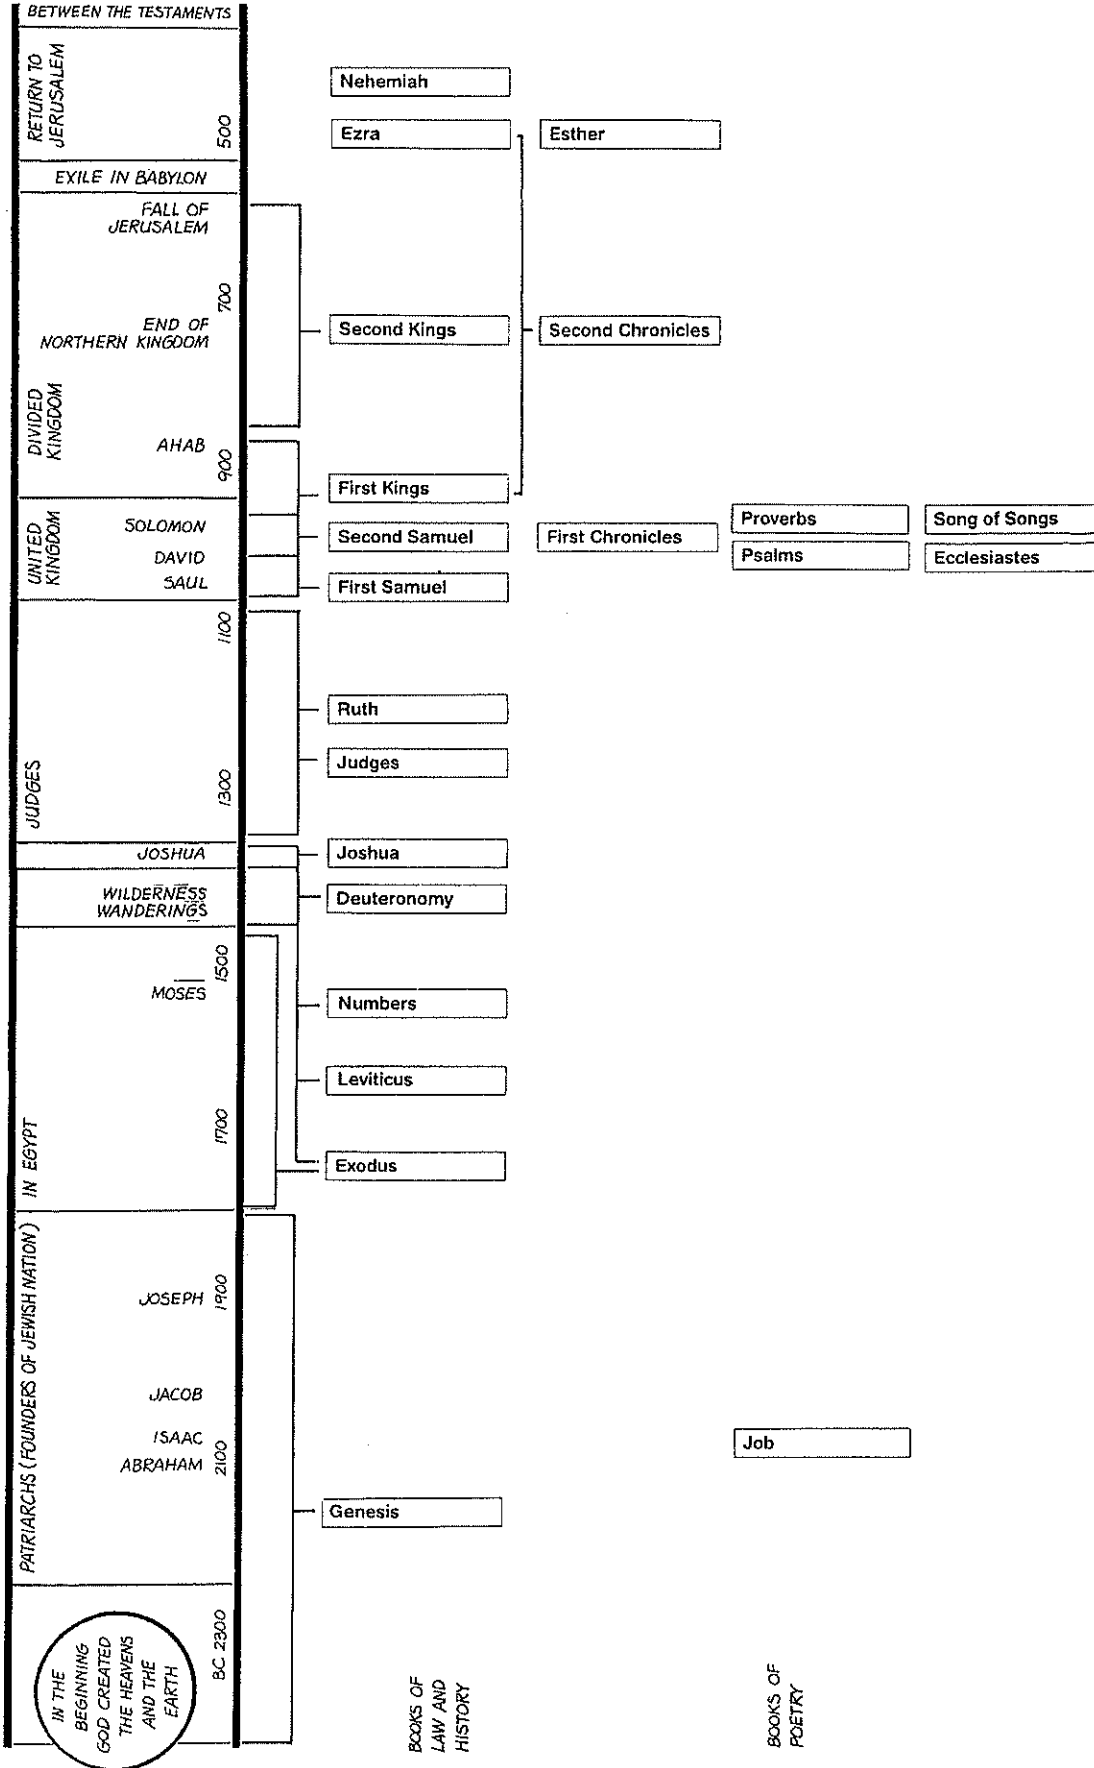 BETWEEN THE TESTAMENTS
RETURN TO
JERUSALEM
500
EXILE IN BABYLON
FALL OF
JERUSALEM
700
END OF
NORTHERN KINGDOM
DIVIDED
KINGDOM
AHAB
900
UNITED
KINGDOM
SOLOMON
DAVID
SAUL
1100
JUDGES
1300
JOSHUA
WILDERNESS
WANDERINGS
1500
MOSES
1700
IN EGYPT
PATRIARCHS (FOUNDERS OF JEWISH NATION)
JOSEPH
1900
JACOB
ISAAC
ABRAHAM
2100
BC 2300
IN THE
BEGINNING
GOD CREATED
THE HEAVENS
AND THE
EARTH
Nehemiah
Ezra
Esther
Second Kings
Second Chronicles
First Kings
Second Samuel
First Chronicles
Proverbs
Song of Songs
Psalms
Ecclesiastes
First Samuel
Ruth
Judges
Joshua
Deuteronomy
Numbers
Leviticus
Exodus
Job
Genesis
BOOKS OF
LAW AND
HISTORY
BOOKS OF
POETRY